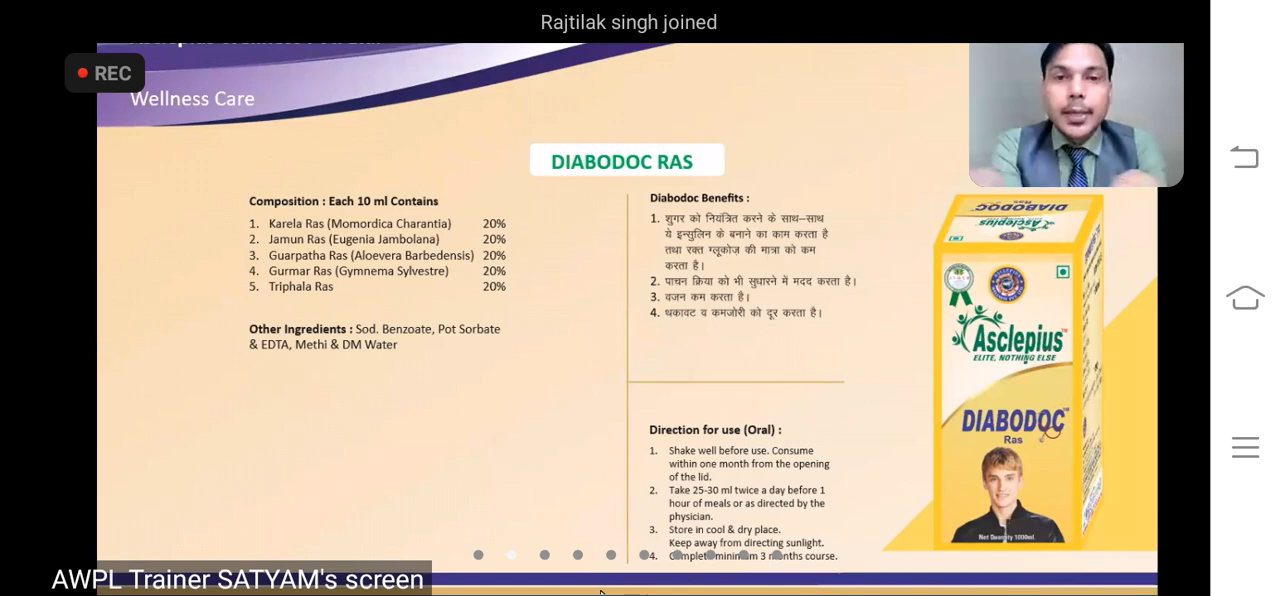 Rajtilak singh joined
REC
Wellness Care
DIABODOC RAS
Composition : Each 10 ml Contains
1. Karela Ras (Momordica Charantia) 20%
2. Jamun Ras (Eugenia Jambolana) 20%
3. Guarpatha Ras (Aloevera Barbedensis) 20%
4. Gurmar Ras (Gymnema Sylvestre) 20%
5. Triphala Ras 20%
Other Ingredients : Sod. Benzoate, Pot Sorbate
& EDTA, Methi & DM Water
Diabodoc Benefits :
1. शुगर को नियंत्रित करने के साथ–साथ
ये इन्सुलिन के बनाने का काम करता है
तथा रक्त ग्लूकोज़ की मात्रा को कम
करता है।
2. पाचन क्रिया को भी सुधारने में मदद करता है।
3. वजन कम करता है।
4. थकावट व कमजोरी को दूर करता है।
Direction for use (Oral) :
1. Shake well before use. Consume
within one month from the opening
of the lid.
2. Take 25-30 ml twice a day before 1
hour of meals or as directed by the
physician.
3. Store in cool & dry place.
Keep away from directing sunlight.
4. Complete minimum 3 months course.
DIABODOC
Ras
Asclepius
Asclepius™
ELITE, NOTHING ELSE
DIABODOC™
Ras
Net Quantity 1000ml
AWPL Trainer SATYAM's screen